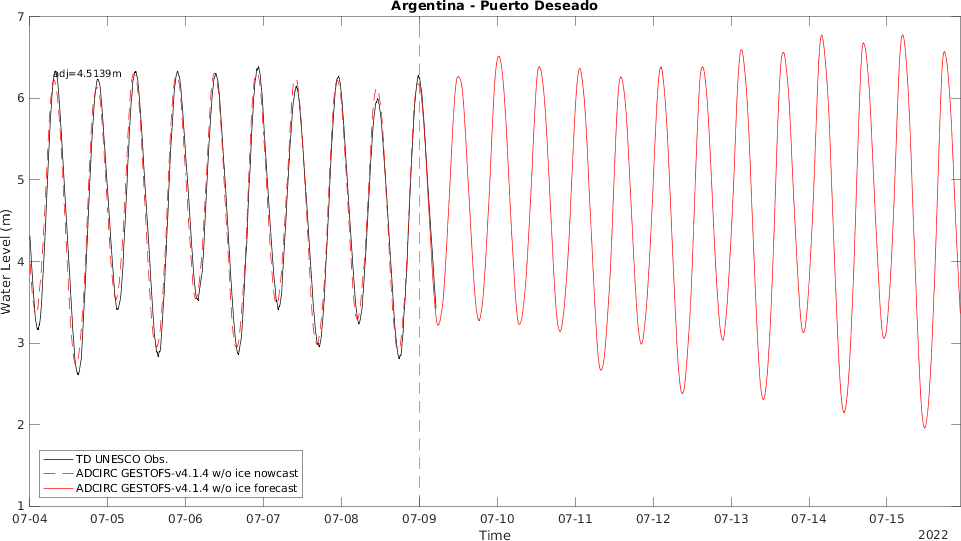 Argentina - Puerto Deseado
7
6
5
4
3
2
1
Water Level (m)
adj=4.5139m
TD UNESCO Obs.
ADCIRC GESTOFS-v4.1.4 w/o ice nowcast
ADCIRC GESTOFS-v4.1.4 w/o ice forecast
07-04 07-05 07-06 07-07 07-08 07-09 07-10 07-11 07-12 07-13 07-14 07-15
Time
2022